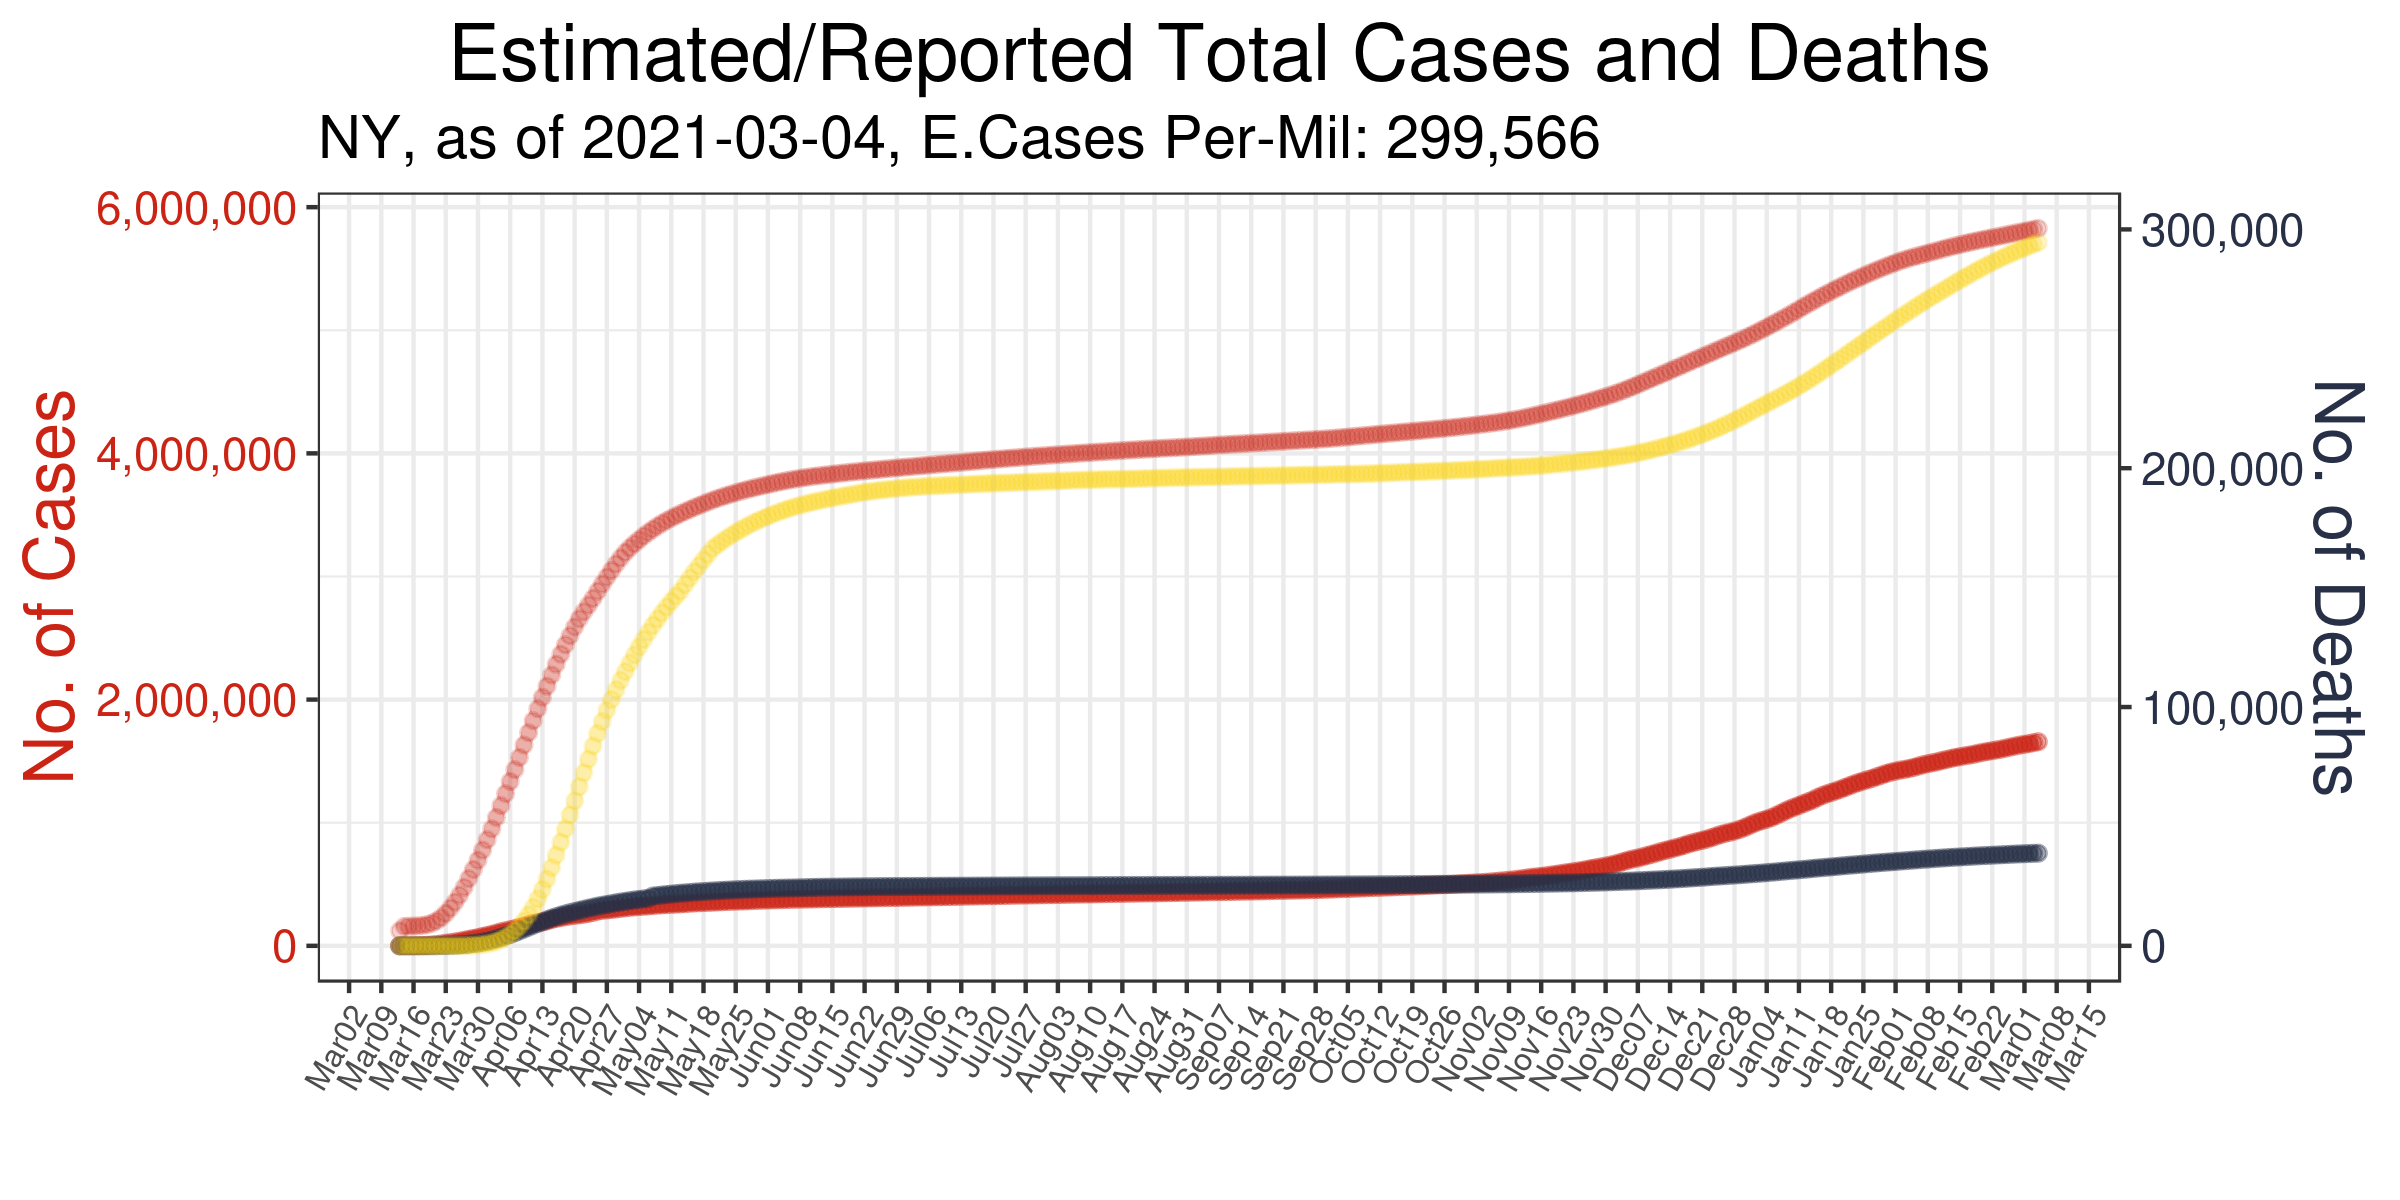 Estimated/Reported Total Cases and Deaths
NY, as of 2021-03-04, E.Cases Per-Mil: 299,566
No. of Cases
6,000,000
4,000,000
2,000,000
0
300,000
200,000
100,000
0
No. of Deaths
Mar02 Mar09 Mar16 Mar23 Mar30 Apr06 Apr13 Apr20 Apr27 May04 May11 May18 May25 Jun01 Jun08 Jun15 Jun22 Jun29 Jul06 Jul13 Jul20 Jul27 Aug03 Aug10 Aug17 Aug24 Aug31 Sep07 Sep14 Sep21 Sep28 Oct05 Oct12 Oct19 Oct26 Nov02 Nov09 Nov16 Nov23 Nov30 Dec07 Dec14 Dec21 Dec28 Jan04 Jan11 Jan18 Jan25 Feb01 Feb08 Feb15 Feb22 Mar01 Mar08 Mar15